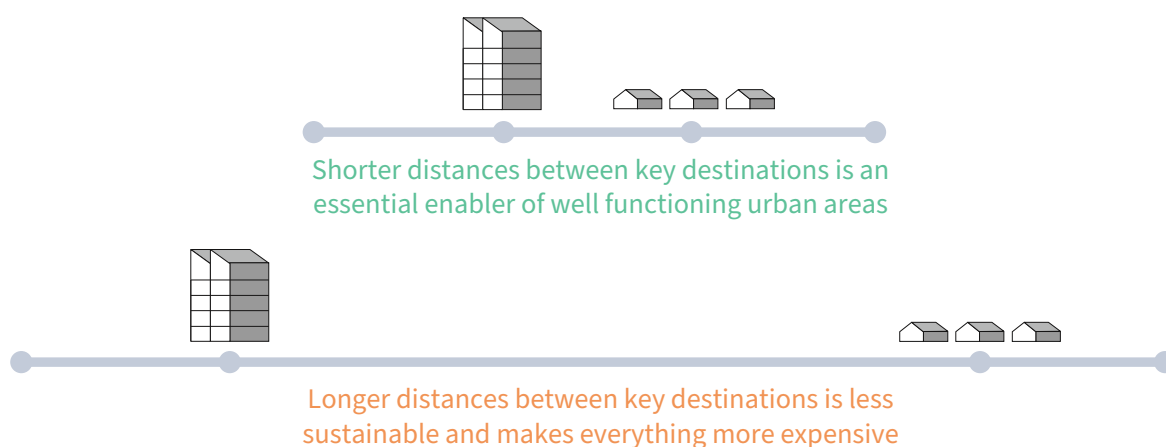 Shorter distances between key destinations is an
essential enabler of well functioning urban areas
Longer distances between key destinations is less
sustainable and makes everything more expensive